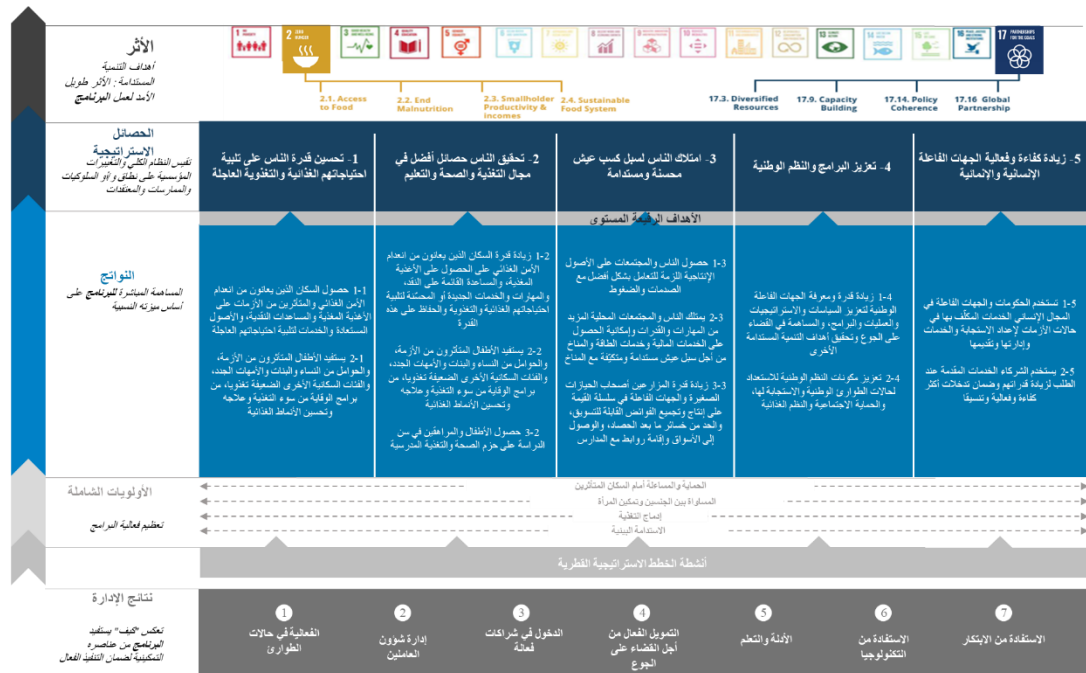 الأثر
أهداف التنمية
المستدامة: الأثر طويل
الأمد لعمل البرنامج
1
2 ZERO HUNGER
3
4
5
6
7
8
9
10
11
12
13
14
15
16
17 PARTNERSHIPS FOR THE GOALS
2.1. Access
to Food
2.2. End
Malnutrition
2.3. Smallholder
Productivity &
incomes
2.4. Sustainable
Food System
17.3. Diversified
Resources
17.9. Capacity
Building
17.14. Policy
Coherence
17.16 Global
Partnership
الحصائل
الاستراتيجية
تقيس النظام الكلي والتغييرات
المؤسسية على نطاق و/أو السلوكيات
والممارسات والمعتقدات
1- تحسين قدرة الناس على تلبية
احتياجاتهم الغذائية والتغذوية العاجلة
2- تحقيق الناس حصائل أفضل في
مجال التغذية والصحة والتعليم
3- امتلاك الناس لسبل كسب عيش
محسنة ومستدامة
4- تعزيز البرامج والنظم الوطنية
5- زيادة كفاءة وفعالية الجهات الفاعلة
الإنسانية والإنمائية
الأهداف الرفيعة المستوى
النواتج
المساهمة المباشرة للبرنامج على
أساس ميزته النسبية
1-1 حصول السكان الذين يعانون من انعدام
الأمن الغذائي والمتأثرين من الأزمات على
الأغذية المغذية والمساعدات النقدية، والأصول
المستعادة والخدمات لتلبية احتياجاتهم العاجلة
2-1 يستفيد الأطفال المتأثرون من الأزمة،
والحوامل من النساء والبنات والأمهات الجدد،
والفئات السكانية الأخرى الضعيفة تغذويا، من
برامج الوقاية من سوء التغذية وعلاجه
وتحسين الأنماط الغذائية
1-2 زيادة قدرة السكان الذين يعانون من انعدام
الأمن الغذائي على الحصول على الأغذية
المغذية، والمساعدة القائمة على النقد،
والمهارات والخدمات الجديدة أو المحسّنة لتلبية
احتياجاتهم الغذائية والتغذوية والحفاظ على هذه
القدرة
2-2 يستفيد الأطفال المتأثرون من الأزمة،
والحوامل من النساء والبنات والأمهات الجدد،
والفئات السكانية الأخرى الضعيفة تغذويا، من
برامج الوقاية من سوء التغذية وعلاجه
وتحسين الأنماط الغذائية
3-2 حصول الأطفال والمراهقين في سن
الدراسة على حزم الصحة والتغذية المدرسية
1-3 حصول الناس والمجتمعات على الأصول
الإنتاجية اللازمة للتعامل بشكل أفضل مع
الصدمات والضغوط
2-3 يمتلك الناس والمجتمعات المحلية المزيد
من المهارات والقدرات وإمكانية الحصول
على الخدمات المالية وخدمات الطاقة والمناخ
من أجل سبل عيش مستدامة ومتكيّفة مع المناخ
3-3 زيادة قدرة المزارعين أصحاب الحيازات
الصغيرة والجهات الفاعلة في سلسلة القيمة
على إنتاج وتجميع الفوائض القابلة للتسويق،
والحد من خسائر ما بعد الحصاد، والوصول
إلى الأسواق وإقامة روابط مع المدارس
1-4 زيادة قدرة ومعرفة الجهات الفاعلة
الوطنية لتعزيز السياسات والاستراتيجيات
والعمليات والبرامج، والمساهمة في القضاء
على الجوع وتحقيق أهداف التنمية المستدامة
الأخرى
2-4 تعزيز مكونات النظم الوطنية للاستعداد
لحالات الطوارئ الوطنية والاستجابة لها،
والحماية الاجتماعية والنظم الغذائية
1-5 تستخدم الحكومات والجهات الفاعلة في
المجال الإنساني الخدمات المكلَّف بها في
حالات الأزمات لإعداد الاستجابة والخدمات
وإدارتها وتقديمها
2-5 يستخدم الشركاء الخدمات المقدمة عند
الطلب لزيادة قدراتهم وضمان تدخلات أكثر
كفاءة وفعالية وتنسيقا
الأولويات الشاملة
تعظيم فعالية البرامج
الحماية والمساءلة أمام السكان المتأثرين
المساواة بين الجنسين وتمكين المرأة
إدماج التغذية
الاستدامة البيئية
أنشطة الخطط الاستراتيجية القطرية
نتائج الإدارة
تعكس "كيف" يستفيد
البرنامج من عناصره
التمكينية لضمان التنفيذ الفعال
1
الفعالية في حالات
الطوارئ
2
إدارة شؤون
العاملين
3
الدخول في شراكات
فعالة
4
التمويل الفعال من
أجل القضاء على
الجوع
5
الأدلة والتعلم
6
الاستفادة من
التكنولوجيا
7
الاستفادة من الابتكار